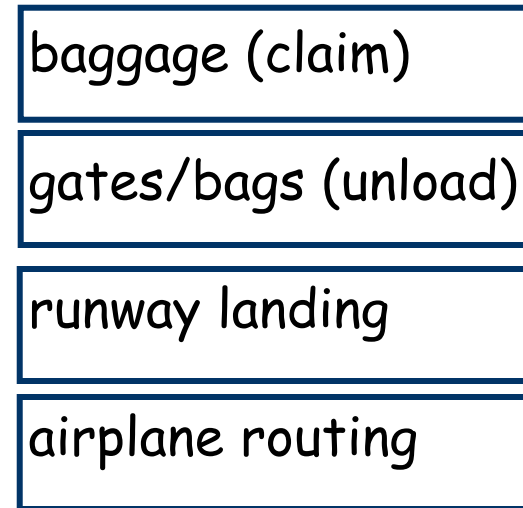 baggage (claim)
gates/bags (unload)
runway landing
airplane routing